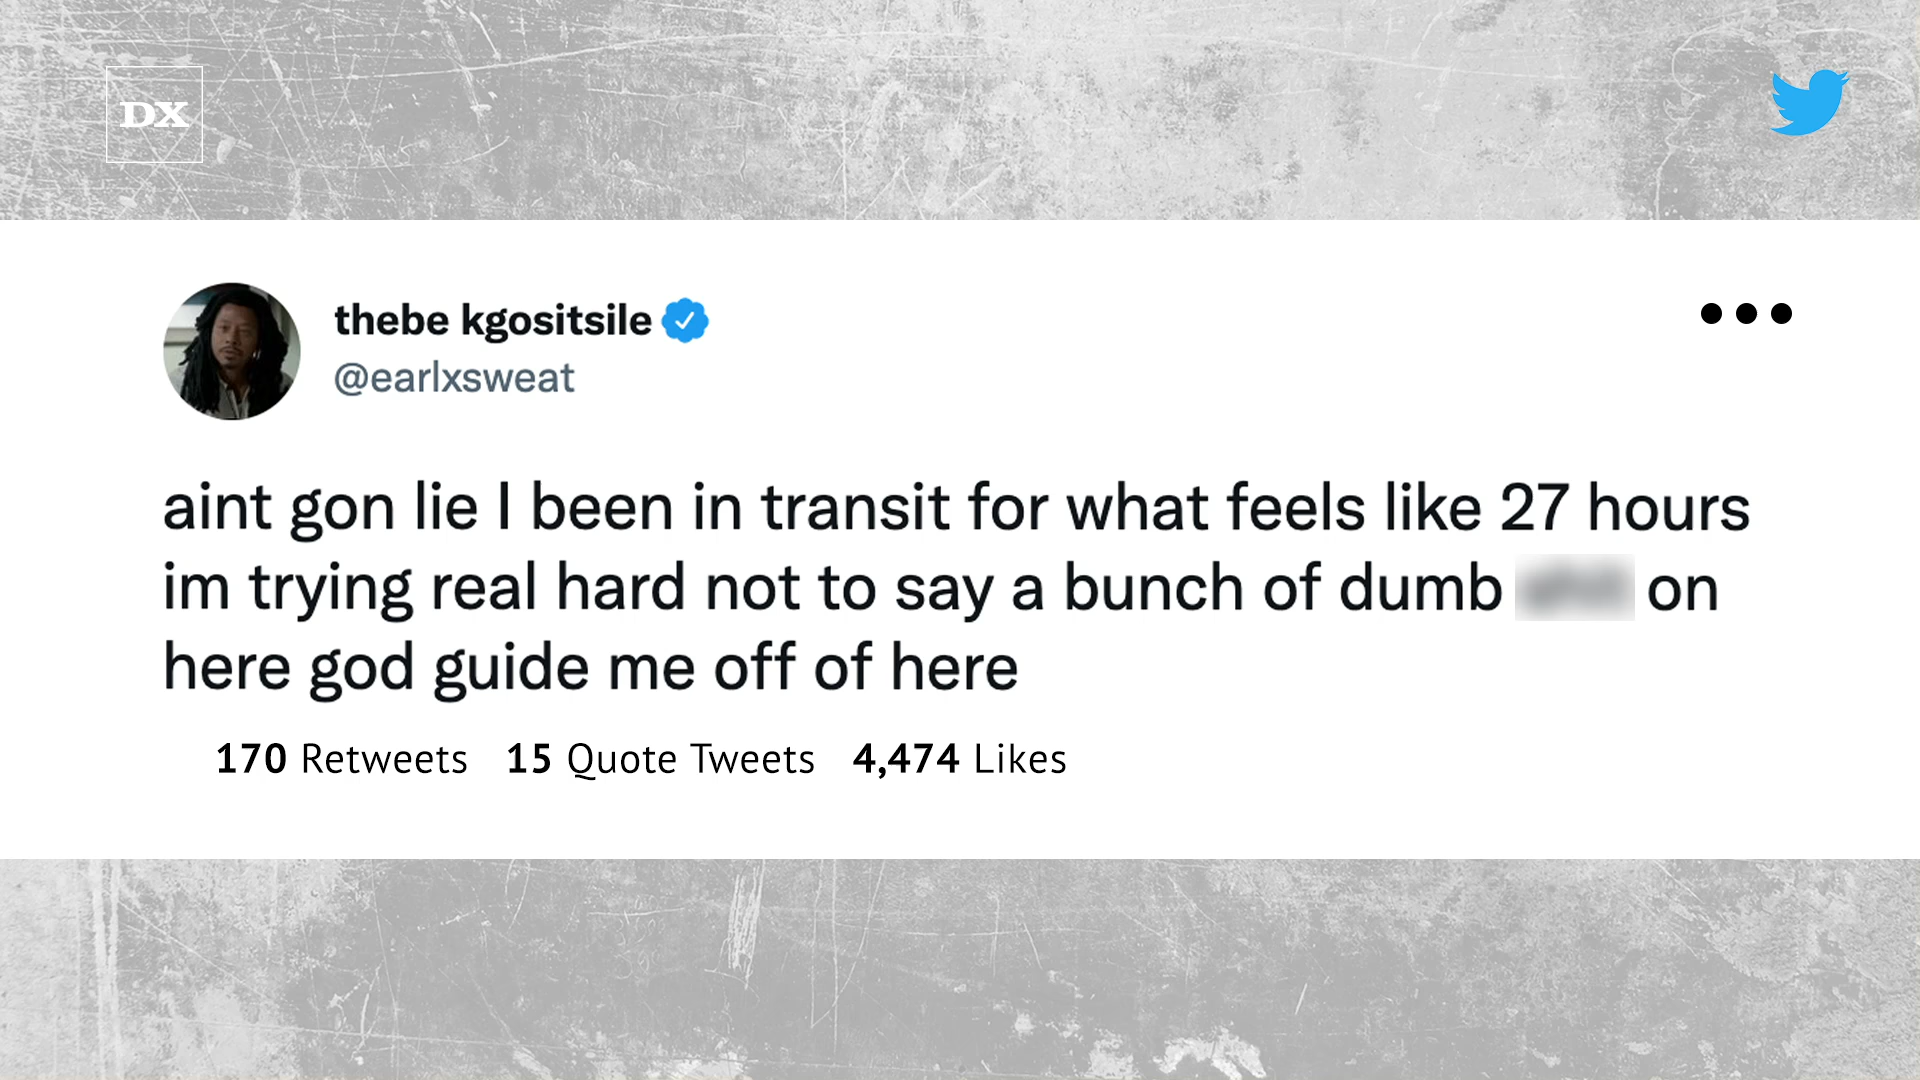 DX
thebe kgositsile
@earlxsweat
aint gon lie I been in transit for what feels like 27 hours
im trying real hard not to say a bunch of dumb on
here god guide me off of here
170 Retweets 15 Quote Tweets 4,474 Likes